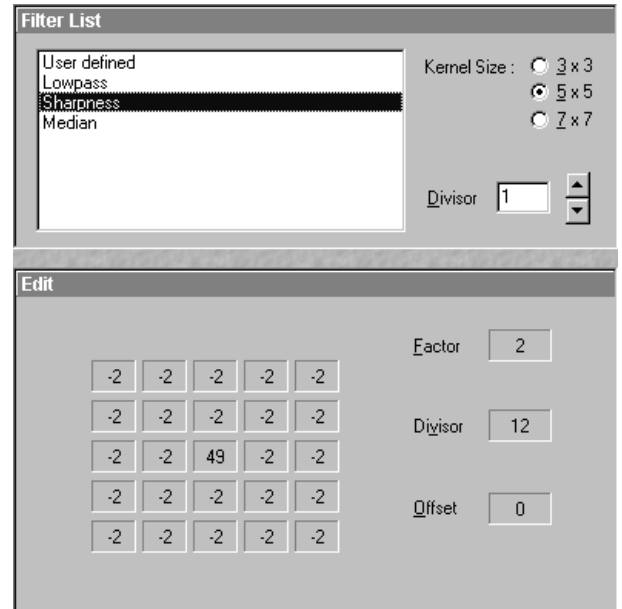 Filter List
User defined
Lowpass
Sharpness
Median
Kernel Size : 3 x 3
5 x 5
7 x 7
Divisor 1
Edit
Factor 2
-2 -2 -2 -2 -2
-2 -2 -2 -2 -2
Divisor 12
-2 -2 49 -2 -2
-2 -2 -2 -2 -2
Offset 0
-2 -2 -2 -2 -2